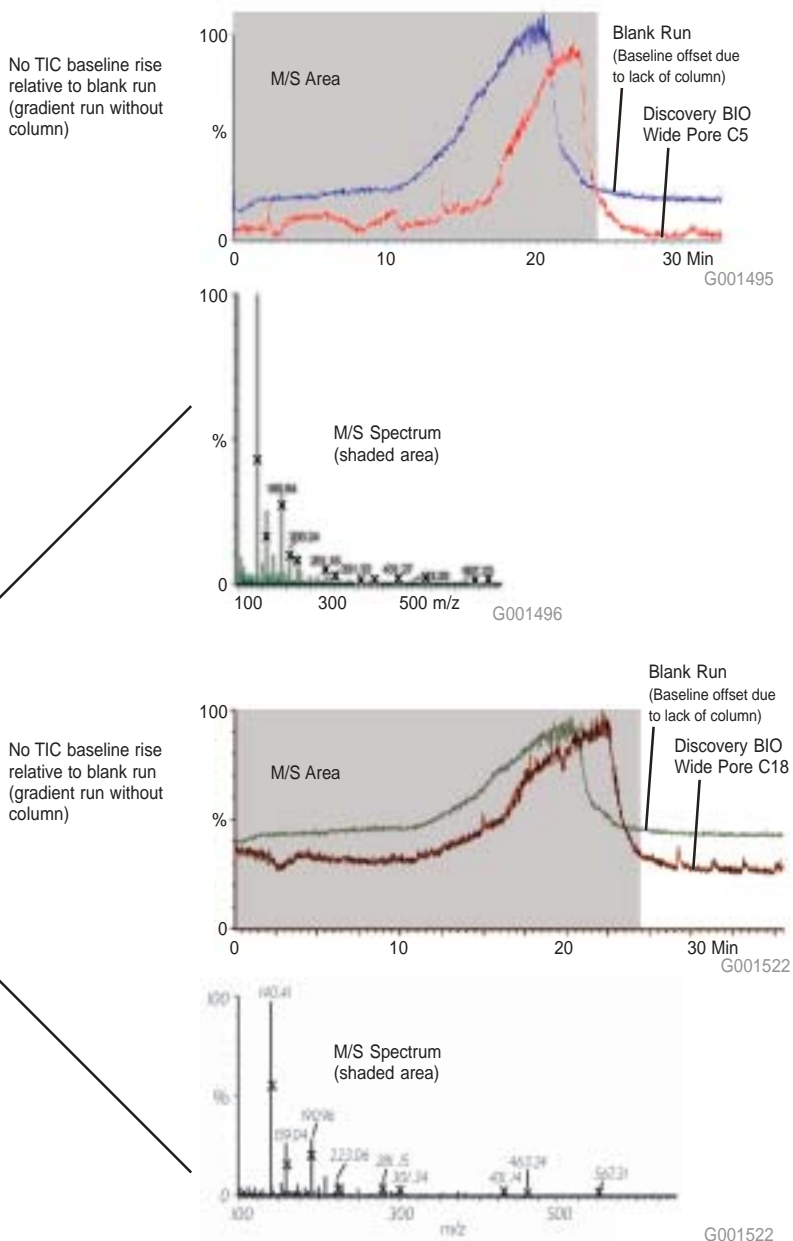 100
%
0
No TIC baseline rise
relative to blank run
(gradient run without
column)
M/S Area
Blank Run
(Baseline offset due
to lack of column)
Discovery BIO
Wide Pore C5
0 10 20 30 Min
G001495
100
%
0
M/S Spectrum
(shaded area)
100 300 500 m/z
G001496
Blank Run
(Baseline offset due
to lack of column)
Discovery BIO
Wide Pore C18
100
%
0
No TIC baseline rise
relative to blank run
(gradient run without
column)
M/S Area
0 10 20 30 Min
G001522
100
%
0
140.41
159.04
190.96
223.06
M/S Spectrum
(shaded area)
463.24
300 500
m/z
G001522